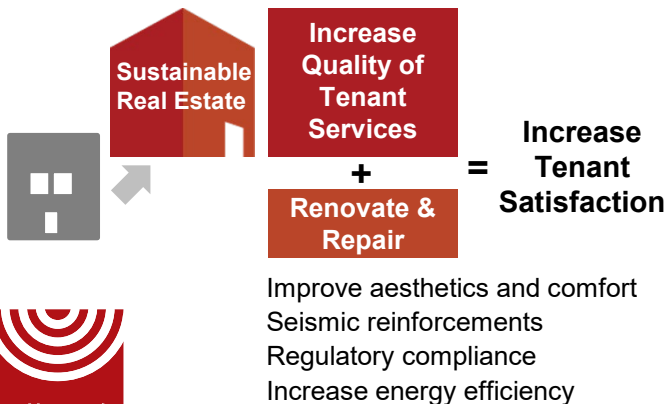 Sustainable
Real Estate
Increase
Quality of
Tenant
Services
+
Renovate &
Repair
=
Increase
Tenant
Satisfaction
Improve aesthetics and comfort
Seismic reinforcements
Regulatory compliance
Increase energy efficiency